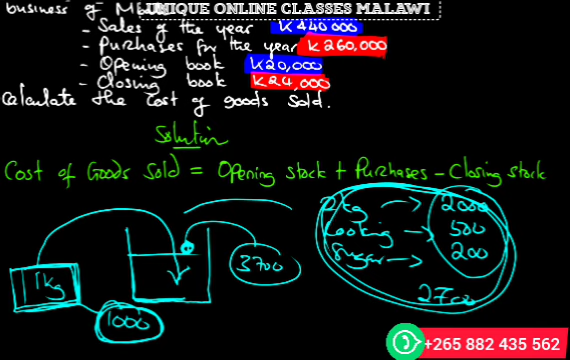 UNIQUE ONLINE CLASSES MALAWI
business of
- Sales of the year K440000
- purchases for the year K260,000
- Opening book K20,000
- Closing book K24,000
Calculate the Cost of goods sold.
Solution
Cost of Goods Sold = Opening stock + Purchases - Closing stock
2kg → 2000
Cooking → 500
Sugar → 200
2700
3700
1kg
1000
+265 882 435 562